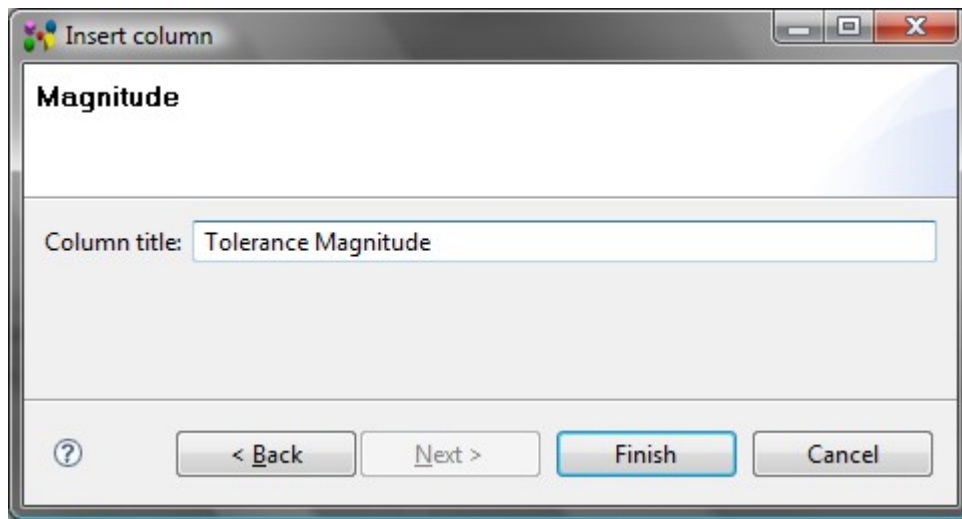 Insert column
Magnitude
Column title: Tolerance Magnitude
< Back Next > Finish Cancel